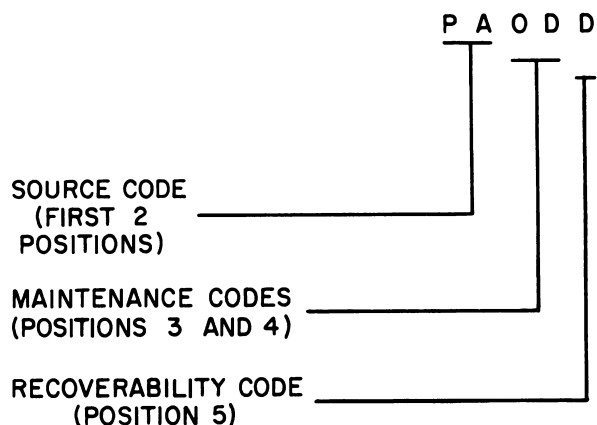 P A O D D
SOURCE CODE
(FIRST 2
POSITIONS)
MAINTENANCE CODES
(POSITIONS 3 AND 4)
RECOVERABILITY CODE
(POSITION 5)